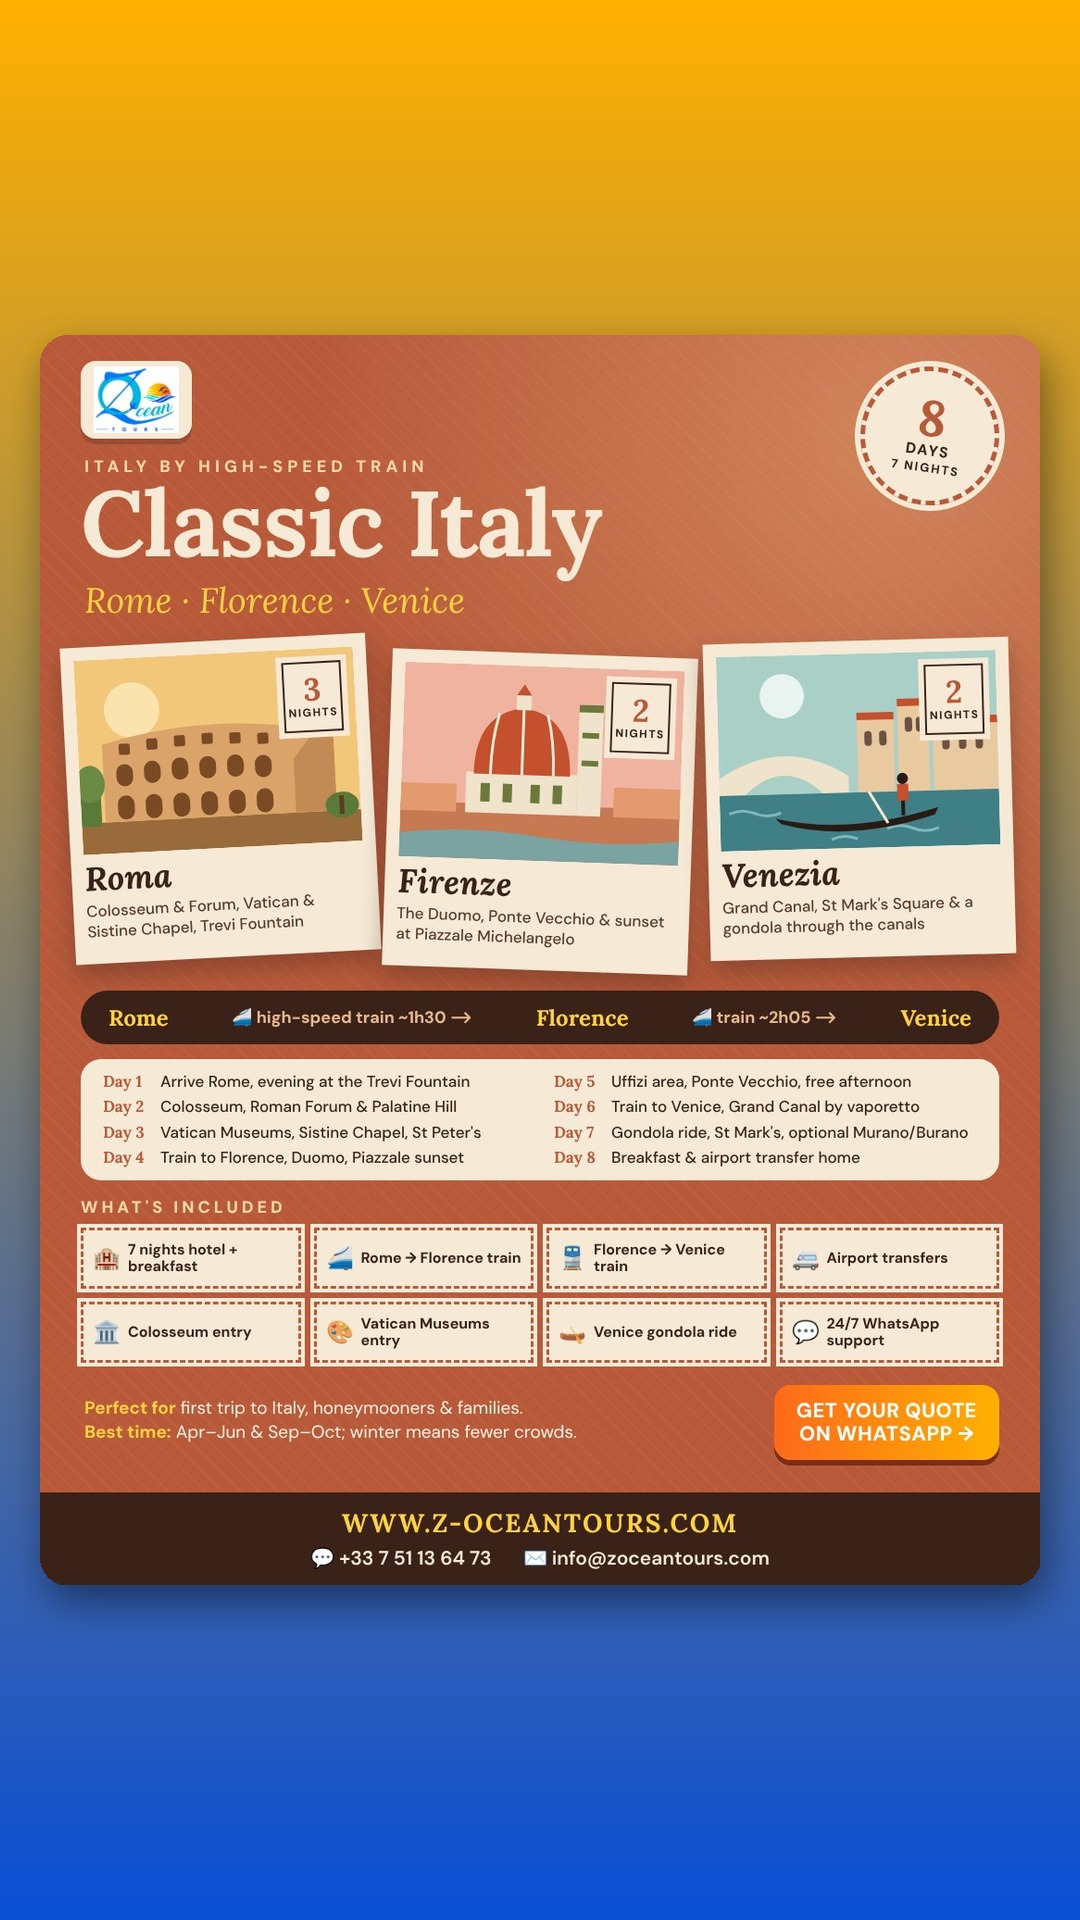 Zcean
TOURS
8
DAYS
7 NIGHTS
ITALY BY HIGH-SPEED TRAIN
Classic Italy
Rome · Florence · Venice
3
NIGHTS
Roma
Colosseum & Forum, Vatican &
Sistine Chapel, Trevi Fountain
2
NIGHTS
Firenze
The Duomo, Ponte Vecchio & sunset
at Piazzale Michelangelo
2
NIGHTS
Venezia
Grand Canal, St Mark's Square & a
gondola through the canals
Rome 🚄 high-speed train ~1h30 → Florence 🚄 train ~2h05 → Venice
Day 1 Arrive Rome, evening at the Trevi Fountain
Day 2 Colosseum, Roman Forum & Palatine Hill
Day 3 Vatican Museums, Sistine Chapel, St Peter's
Day 4 Train to Florence, Duomo, Piazzale sunset
Day 5 Uffizi area, Ponte Vecchio, free afternoon
Day 6 Train to Venice, Grand Canal by vaporetto
Day 7 Gondola ride, St Mark's, optional Murano/Burano
Day 8 Breakfast & airport transfer home
WHAT'S INCLUDED
7 nights hotel +
breakfast
Rome → Florence train
Florence → Venice
train
Airport transfers
Colosseum entry
Vatican Museums
entry
Venice gondola ride
24/7 WhatsApp
support
Perfect for first trip to Italy, honeymooners & families.
Best time: Apr–Jun & Sep–Oct; winter means fewer crowds.
GET YOUR QUOTE
ON WHATSAPP →
WWW.Z-OCEANTOURS.COM
💬 +33 7 51 13 64 73 ✉️ info@zoceantours.com